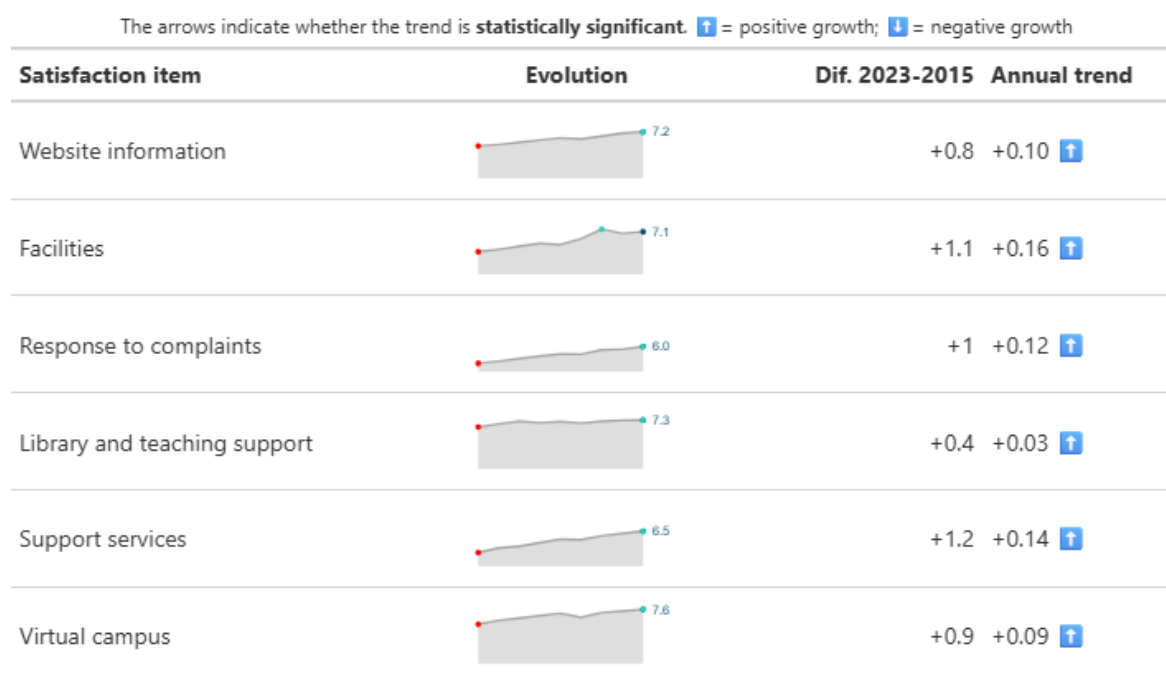 The arrows indicate whether the trend is statistically significant. ⬆️ = positive growth; ⬇️ = negative growth
Satisfaction item Evolution Dif. 2023-2015 Annual trend
Website information 7.2 +0.8 +0.10 ⬆️
Facilities 7.1 +1.1 +0.16 ⬆️
Response to complaints 6.0 +1 +0.12 ⬆️
Library and teaching support 7.3 +0.4 +0.03 ⬆️
Support services 6.5 +1.2 +0.14 ⬆️
Virtual campus 7.6 +0.9 +0.09 ⬆️